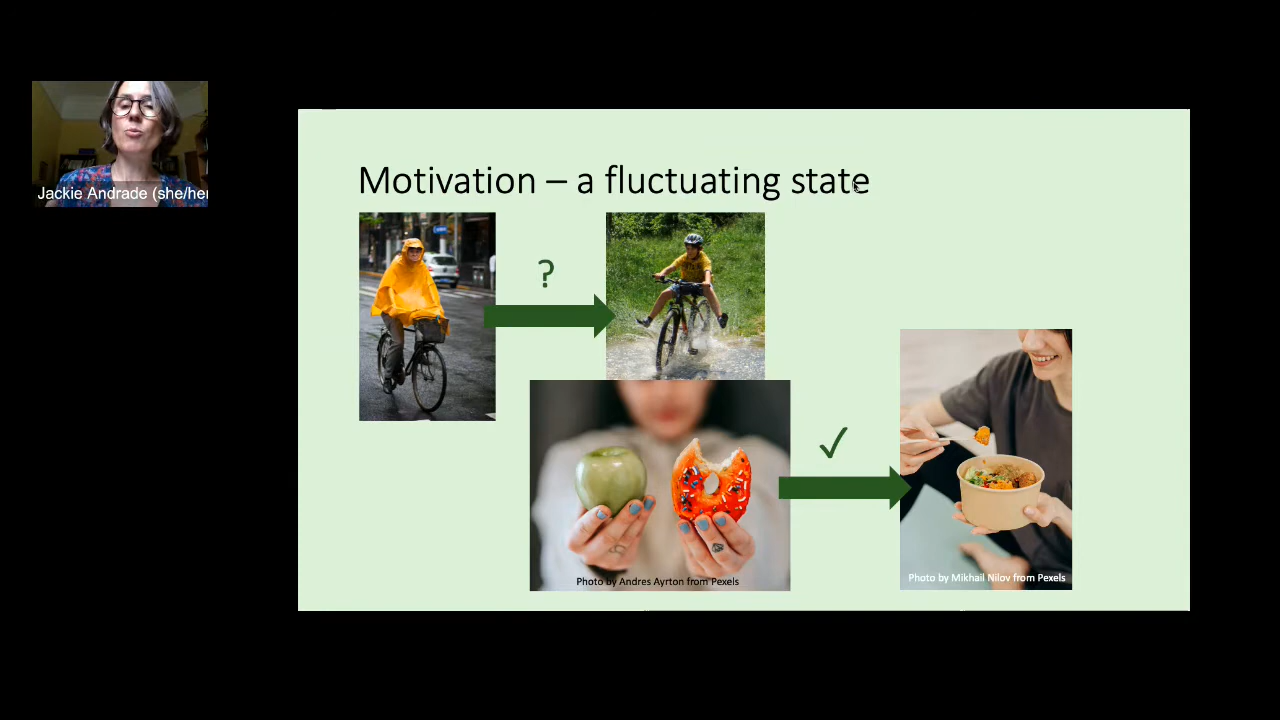 Jackie Andrade (she/her
Motivation – a fluctuating state
?
✓
Photo by Andres Ayrton from Pexels
Photo by Mikhail Nilov from Pexels